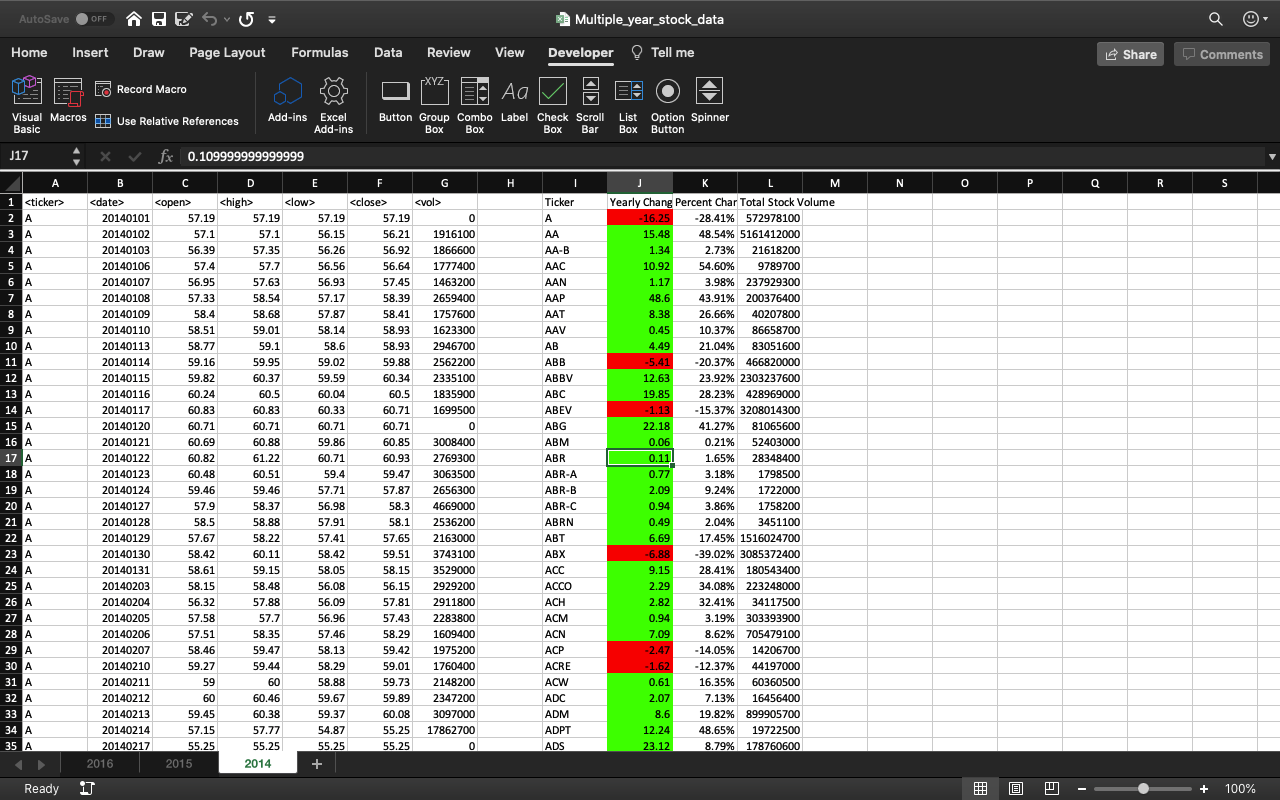 AutoSave OFF Multiple_year_stock_data
Home Insert Draw Page Layout Formulas Data Review View Developer Tell me Share Comments
Visual Basic Macros Record Macro Use Relative References Add-ins Excel Add-ins Button Group Box Combo Box Label Check Box Scroll Bar List Box Option Button Spinner
J17 fx 0.109999999999999
A B C D E F G H I J K L M N O P Q R S
1 <ticker> <date> <open> <high> <low> <close> <vol> Ticker Yearly Chang Percent Char Total Stock Volume
2 A 20140101 57.19 57.19 57.19 57.19 0 A -16.25 -28.41% 572978100
3 A 20140102 57.1 57.1 56.15 56.21 1916100 AA 15.48 48.54% 5161412000
4 A 20140103 56.39 57.35 56.26 56.92 1866600 AA-B 1.34 2.73% 21618200
5 A 20140106 57.4 57.7 56.56 56.64 1777400 AAC 10.92 54.60% 9789700
6 A 20140107 56.95 57.63 56.93 57.45 1463200 AAN 1.17 3.98% 237929300
7 A 20140108 57.33 58.54 57.17 58.39 2659400 AAP 48.6 43.91% 200376400
8 A 20140109 58.4 58.68 57.87 58.41 1757600 AAT 8.38 26.66% 40207800
9 A 20140110 58.51 59.01 58.14 58.93 1623300 AAV 0.45 10.37% 86658700
10 A 20140113 58.77 59.1 58.6 58.93 2946700 AB 4.49 21.04% 83051600
11 A 20140114 59.16 59.95 59.02 59.88 2562200 ABB -5.41 -20.37% 466820000
12 A 20140115 59.82 60.37 59.59 60.34 2335100 ABBV 12.63 23.92% 2303237600
13 A 20140116 60.24 60.5 60.04 60.5 1835900 ABC 19.85 28.23% 428969000
14 A 20140117 60.83 60.83 60.33 60.71 1699500 ABEV -1.13 -15.37% 3208014300
15 A 20140120 60.71 60.71 60.71 60.71 0 ABG 22.18 41.27% 81065600
16 A 20140121 60.69 60.88 59.86 60.85 3008400 ABM 0.06 0.21% 52403000
17 A 20140122 60.82 61.22 60.71 60.93 2769300 ABR 0.11 1.65% 28348400
18 A 20140123 60.48 60.51 59.4 59.47 3063500 ABR-A 0.77 3.18% 1798500
19 A 20140124 59.46 59.46 57.71 57.87 2656300 ABR-B 2.09 9.24% 1722000
20 A 20140127 57.9 58.37 56.98 58.3 4669000 ABR-C 0.94 3.86% 1758200
21 A 20140128 58.5 58.88 57.91 58.1 2536200 ABRN 0.49 2.04% 3451100
22 A 20140129 57.67 58.22 57.41 57.65 2163000 ABT 6.69 17.45% 1516024700
23 A 20140130 58.42 60.11 58.42 59.51 3743100 ABX -6.88 -39.02% 3085372400
24 A 20140131 58.61 59.15 58.05 58.15 3529000 ACC 9.15 28.41% 180543400
25 A 20140203 58.15 58.48 56.08 56.15 2929200 ACCO 2.29 34.08% 223248000
26 A 20140204 56.32 57.88 56.09 57.81 2911800 ACH 2.82 32.41% 34117500
27 A 20140205 57.58 57.7 56.96 57.43 2283800 ACM 0.94 3.19% 303393900
28 A 20140206 57.51 58.35 57.46 58.29 1609400 ACN 7.09 8.62% 705479100
29 A 20140207 58.46 59.47 58.13 59.42 1975200 ACP -2.47 -14.05% 14206700
30 A 20140210 59.27 59.44 58.29 59.01 1760400 ACRE -1.62 -12.37% 44197000
31 A 20140211 59 60 58.88 59.73 2148200 ACW 0.61 16.35% 60360500
32 A 20140212 60 60.46 59.67 59.89 2347200 ADC 2.07 7.13% 16456400
33 A 20140213 59.45 60.38 59.37 60.08 3097000 ADM 8.6 19.82% 899905700
34 A 20140214 57.15 57.77 54.87 55.25 17862700 ADPT 12.24 48.65% 19722500
35 A 20140217 55.25 55.25 55.25 55.25 0 ADS 23.12 8.79% 178760600
2016 2015 2014
Ready 100%